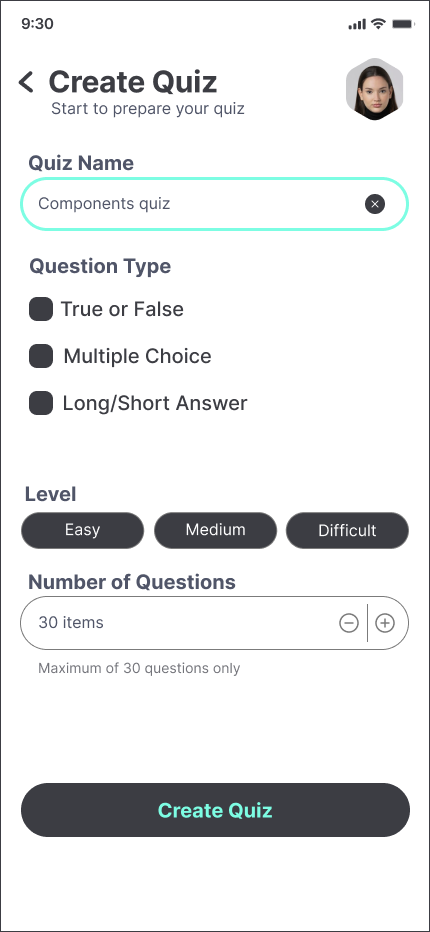 9:30
Create Quiz
Start to prepare your quiz
Quiz Name
Components quiz
Question Type
True or False
Multiple Choice
Long/Short Answer
Level
Easy Medium Difficult
Number of Questions
30 items
Maximum of 30 questions only
Create Quiz